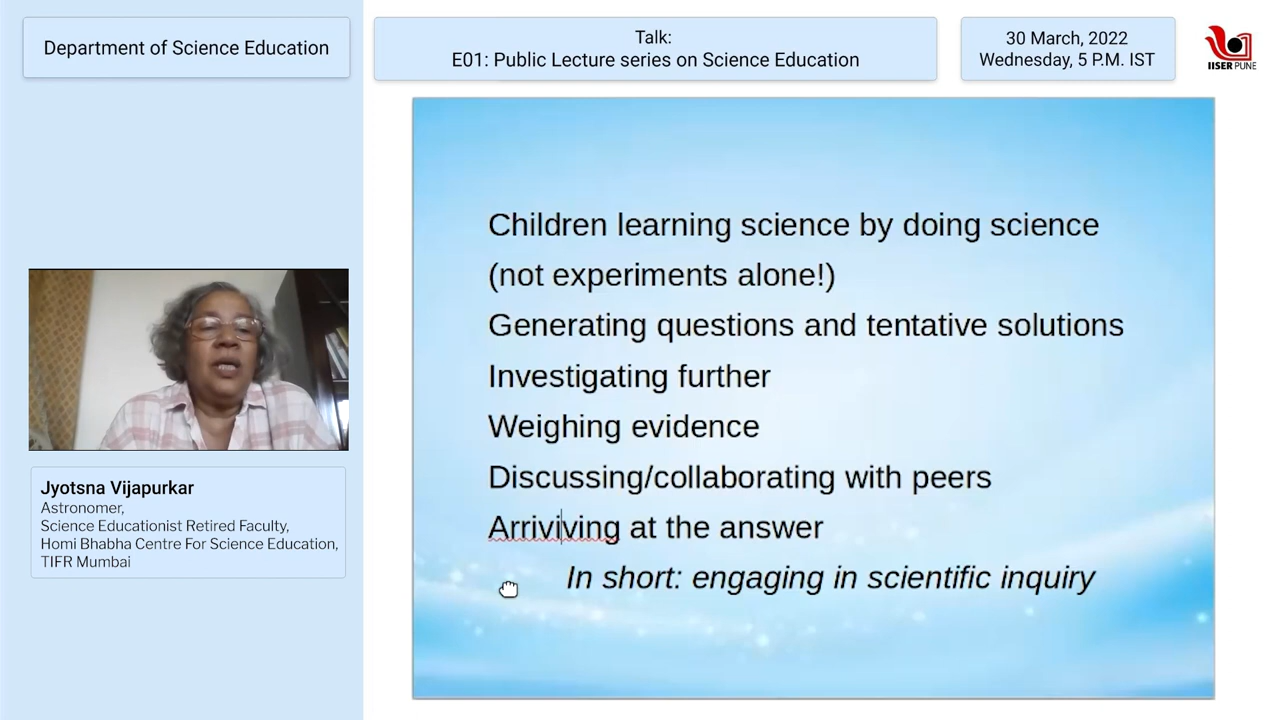 Department of Science Education
Talk:
E01: Public Lecture series on Science Education
30 March, 2022
Wednesday, 5 P.M. IST
IISER PUNE
Children learning science by doing science
(not experiments alone!)
Generating questions and tentative solutions
Investigating further
Weighing evidence
Discussing/collaborating with peers
Arriviving at the answer
In short: engaging in scientific inquiry
Jyotsna Vijapurkar
Astronomer,
Science Educationist Retired Faculty,
Homi Bhabha Centre For Science Education,
TIFR Mumbai